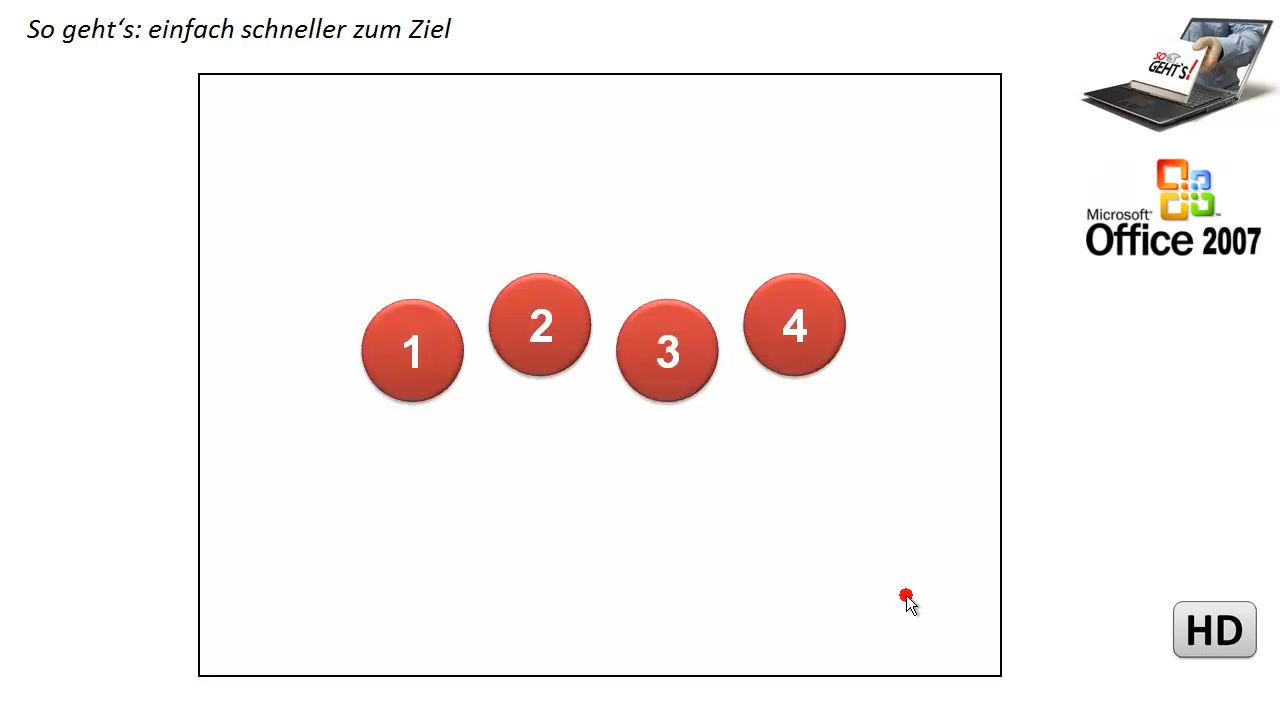 So geht‘s: einfach schneller zum Ziel
SO
GEHT`S!
Microsoft®
Office 2007
1
2
3
4
HD